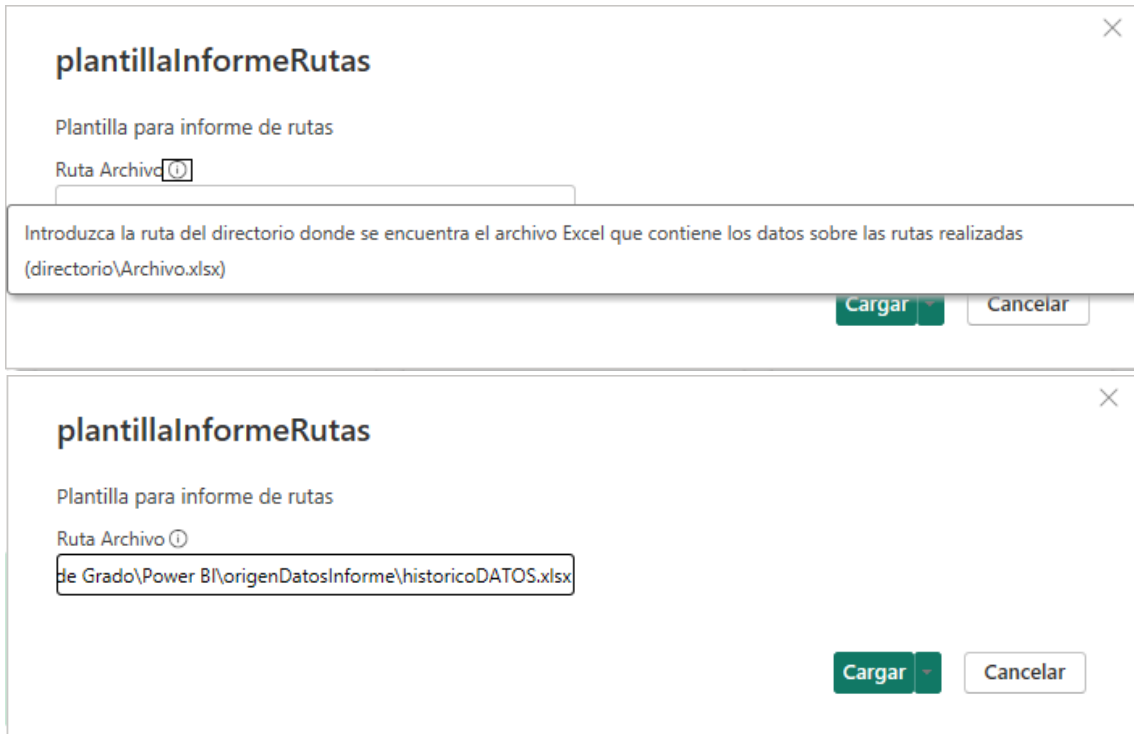 plantillaInformeRutas
Plantilla para informe de rutas
Ruta Archivo
Introduzca la ruta del directorio donde se encuentra el archivo Excel que contiene los datos sobre las rutas realizadas
(directorio\Archivo.xlsx)
Cargar Cancelar
plantillaInformeRutas
Plantilla para informe de rutas
Ruta Archivo
de Grado\Power BI\origenDatosInforme\historicoDATOS.xlsx
Cargar Cancelar